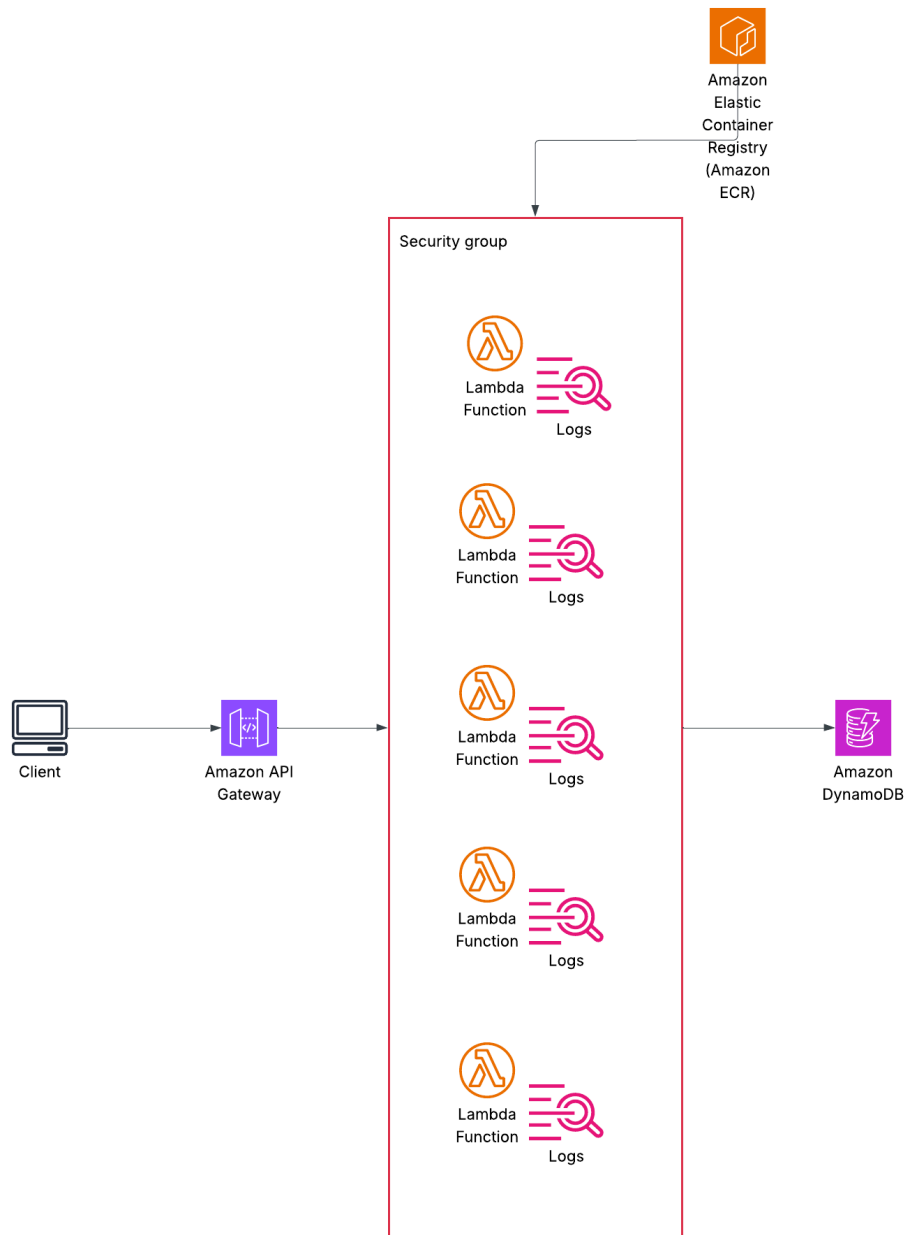 Amazon
Elastic
Container
Registry
(Amazon
ECR)
Security group
Lambda
Function
Logs
Lambda
Function
Logs
Client
Amazon API
Gateway
Lambda
Function
Logs
Amazon
DynamoDB
Lambda
Function
Logs
Lambda
Function
Logs